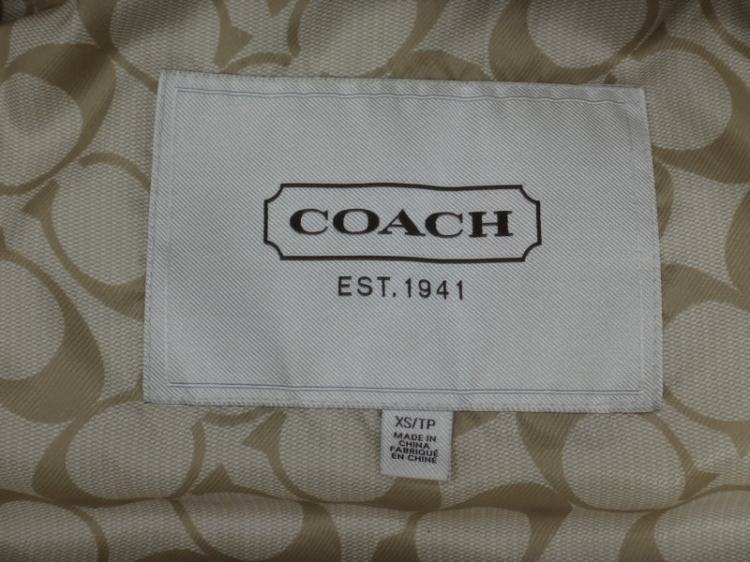 COACH
EST. 1941
XS/TP
MADE IN
CHINA
FABRIQUÉ
EN CHINE